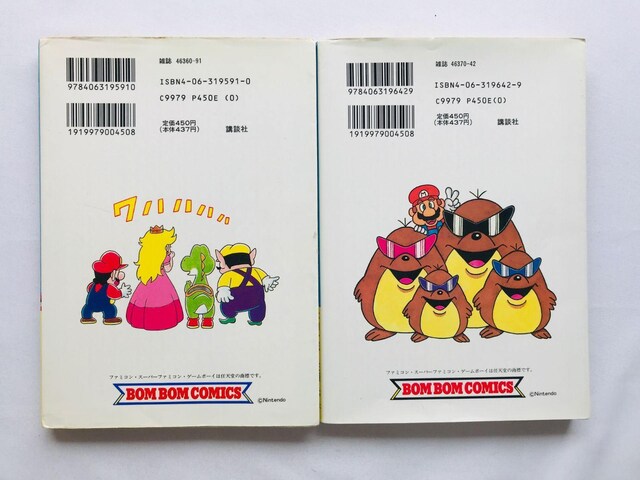 雑誌 46360-91
9784063195910
ISBN4-06-319591-0
C9979 P450E (0)
1919979004508
定価450円
(本体437円)
講談社
ワハハハハ
ファミコン・スーパーファミコン・ゲームボーイは任天堂の商標です。
BOM BOM COMICS
©Nintendo
雑誌 46370-42
9784063196429
ISBN4-06-319642-9
C9979 P450E(0)
1919979004508
定価450円
(本体437円)
講談社
ファミコン・スーパーファミコン・ゲームボーイは任天堂の商標です。
BOM BOM COMICS
©Nintendo